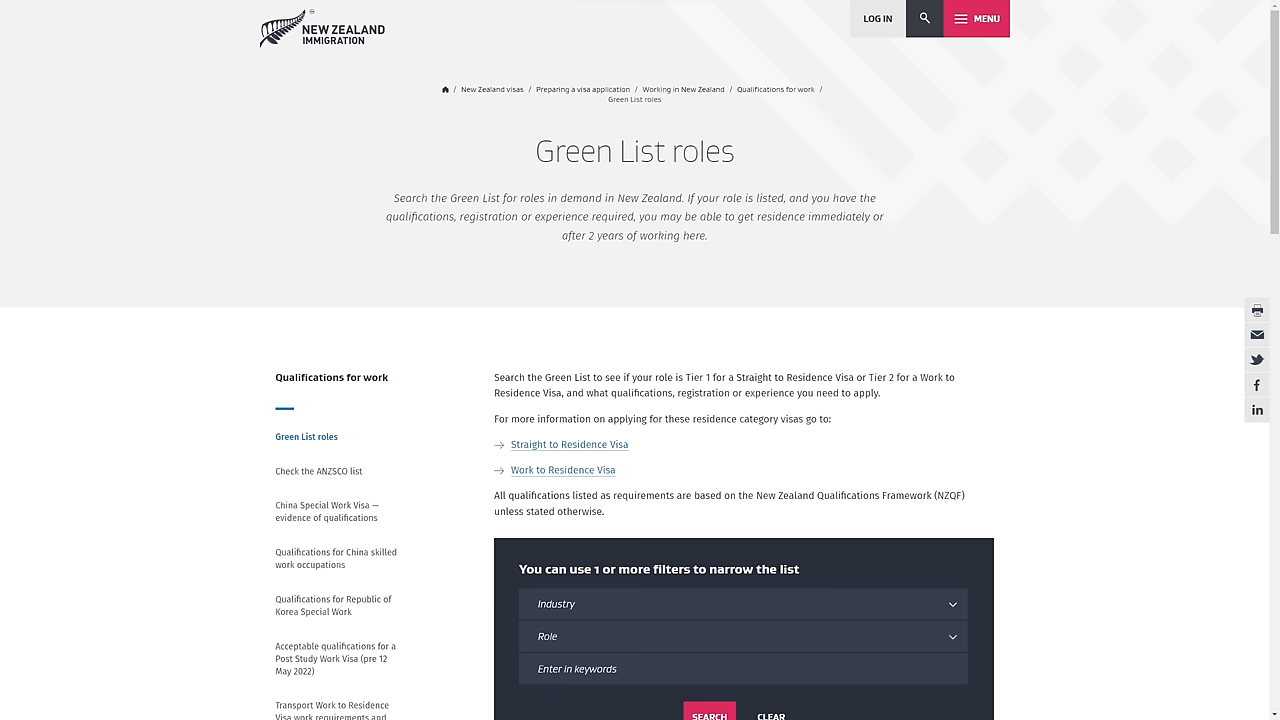 NEW ZEALAND
IMMIGRATION
LOG IN
MENU
/ New Zealand visas / Preparing a visa application / Working in New Zealand / Qualifications for work /
Green List roles
Green List roles
Search the Green List for roles in demand in New Zealand. If your role is listed, and you have the
qualifications, registration or experience required, you may be able to get residence immediately or
after 2 years of working here.
Qualifications for work
Green List roles
Check the ANZSCO list
China Special Work Visa —
evidence of qualifications
Qualifications for China skilled
work occupations
Qualifications for Republic of
Korea Special Work
Acceptable qualifications for a
Post Study Work Visa (pre 12
May 2022)
Transport Work to Residence
Visa work requirements and
Search the Green List to see if your role is Tier 1 for a Straight to Residence Visa or Tier 2 for a Work to
Residence Visa, and what qualifications, registration or experience you need to apply.
For more information on applying for these residence category visas go to:
Straight to Residence Visa
Work to Residence Visa
All qualifications listed as requirements are based on the New Zealand Qualifications Framework (NZQF)
unless stated otherwise.
You can use 1 or more filters to narrow the list
Industry
Role
Enter in keywords
SEARCH
CLEAR